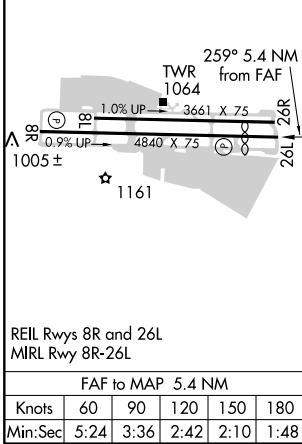 259° 5.4 NM
from FAF
TWR
1064
1.0% UP
3661 X 75
8L
26R
P
8R
0.9% UP
4840 X 75
P
26L
1005 ±
1161
REIL Rwys 8R and 26L
MIRL Rwy 8R-26L
FAF to MAP 5.4 NM
Knots 60 90 120 150 180
Min:Sec 5:24 3:36 2:42 2:10 1:48